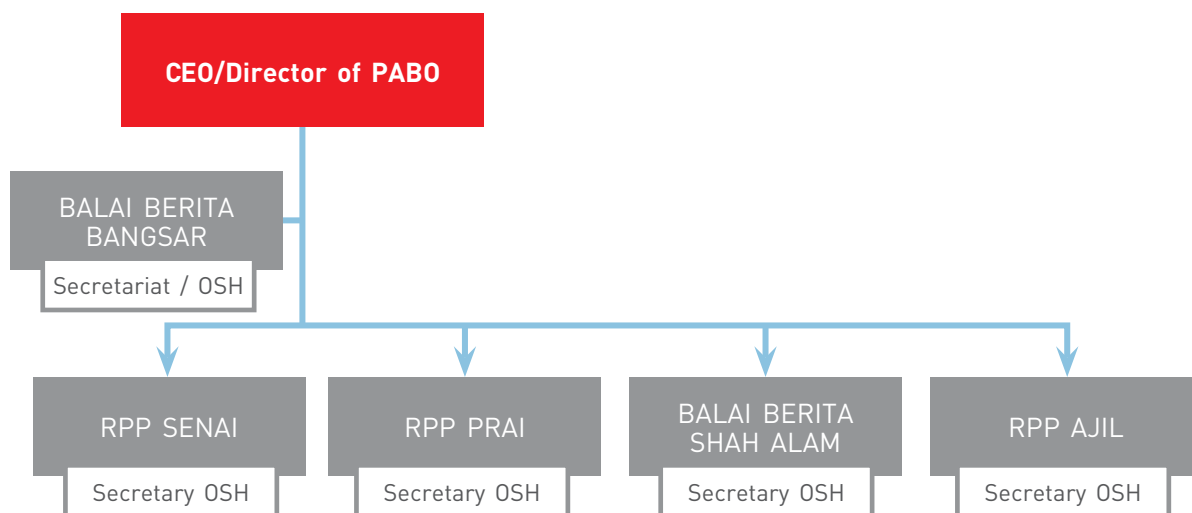 CEO/Director of PABO
BALAI BERITA
BANGSAR
Secretariat / OSH
RPP SENAI
Secretary OSH
RPP PRAI
Secretary OSH
BALAI BERITA
SHAH ALAM
Secretary OSH
RPP AJIL
Secretary OSH